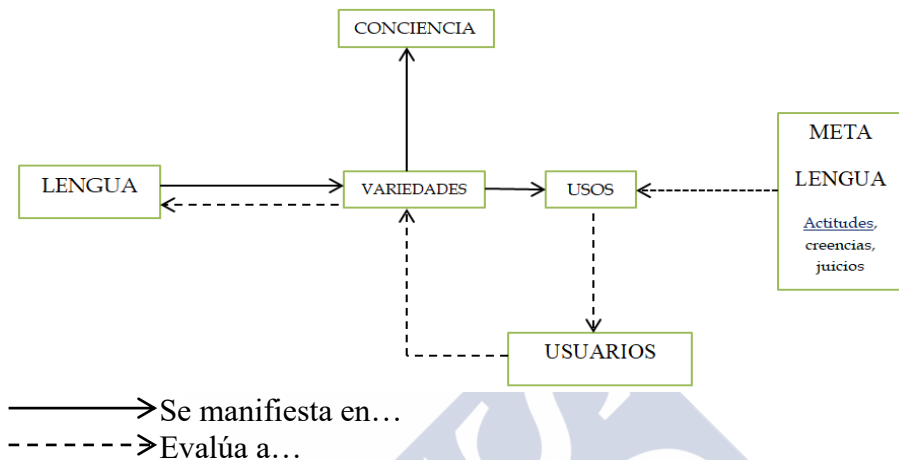 CONCIENCIA
META
LENGUA
Actitudes,
creencias,
juicios
LENGUA
VARIEDADES
USOS
USUARIOS
Se manifiesta en…
Evalúa a…